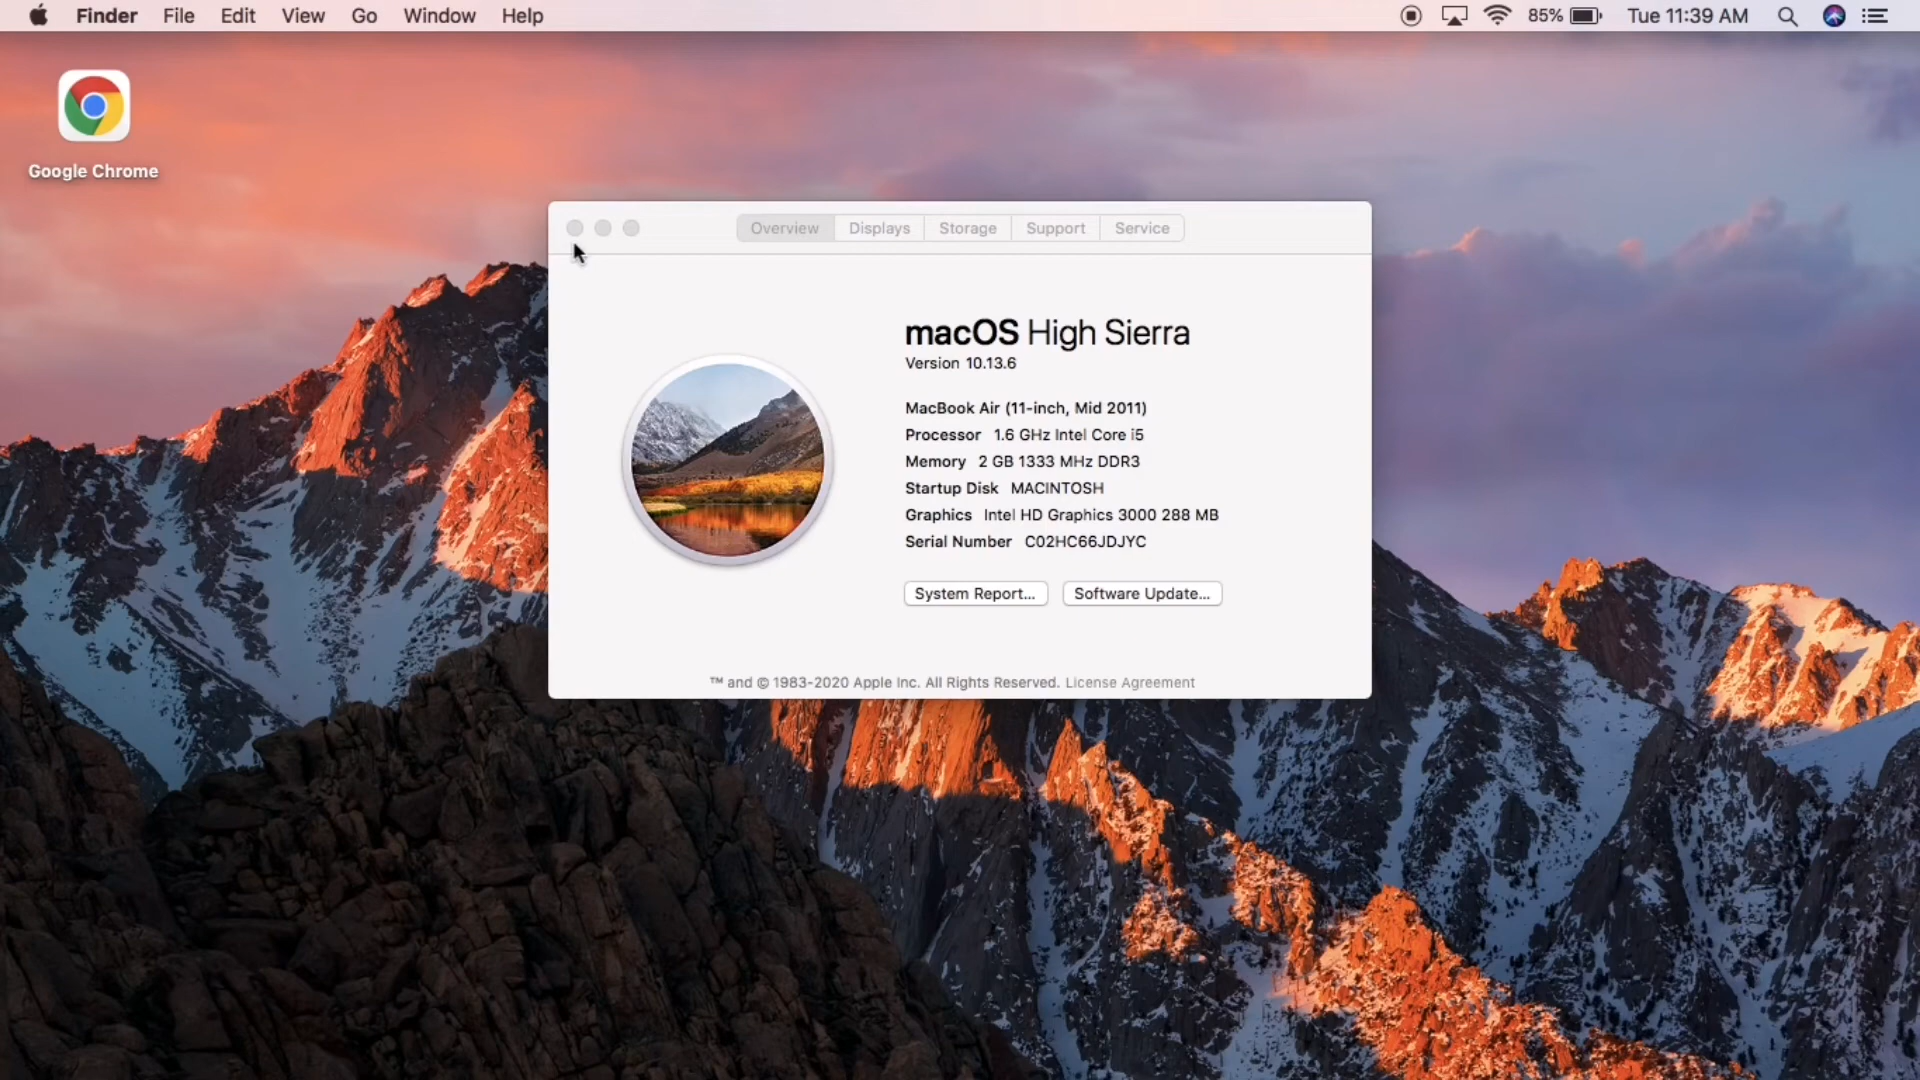 Finder File Edit View Go Window Help 85% Tue 11:39 AM
Google Chrome
Overview Displays Storage Support Service
macOS High Sierra
Version 10.13.6
MacBook Air (11-inch, Mid 2011)
Processor 1.6 GHz Intel Core i5
Memory 2 GB 1333 MHz DDR3
Startup Disk MACINTOSH
Graphics Intel HD Graphics 3000 288 MB
Serial Number C02HC66JDJYC
System Report... Software Update...
™ and © 1983-2020 Apple Inc. All Rights Reserved. License Agreement